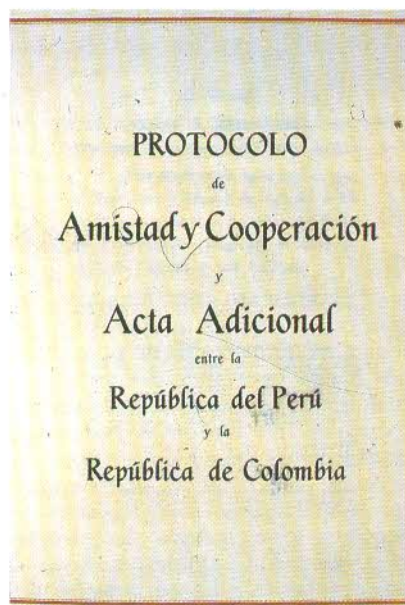 PROTOCOLO
de
Amistad y Cooperación
y
Acta Adicional
entre la
República del Perú
y la
República de Colombia